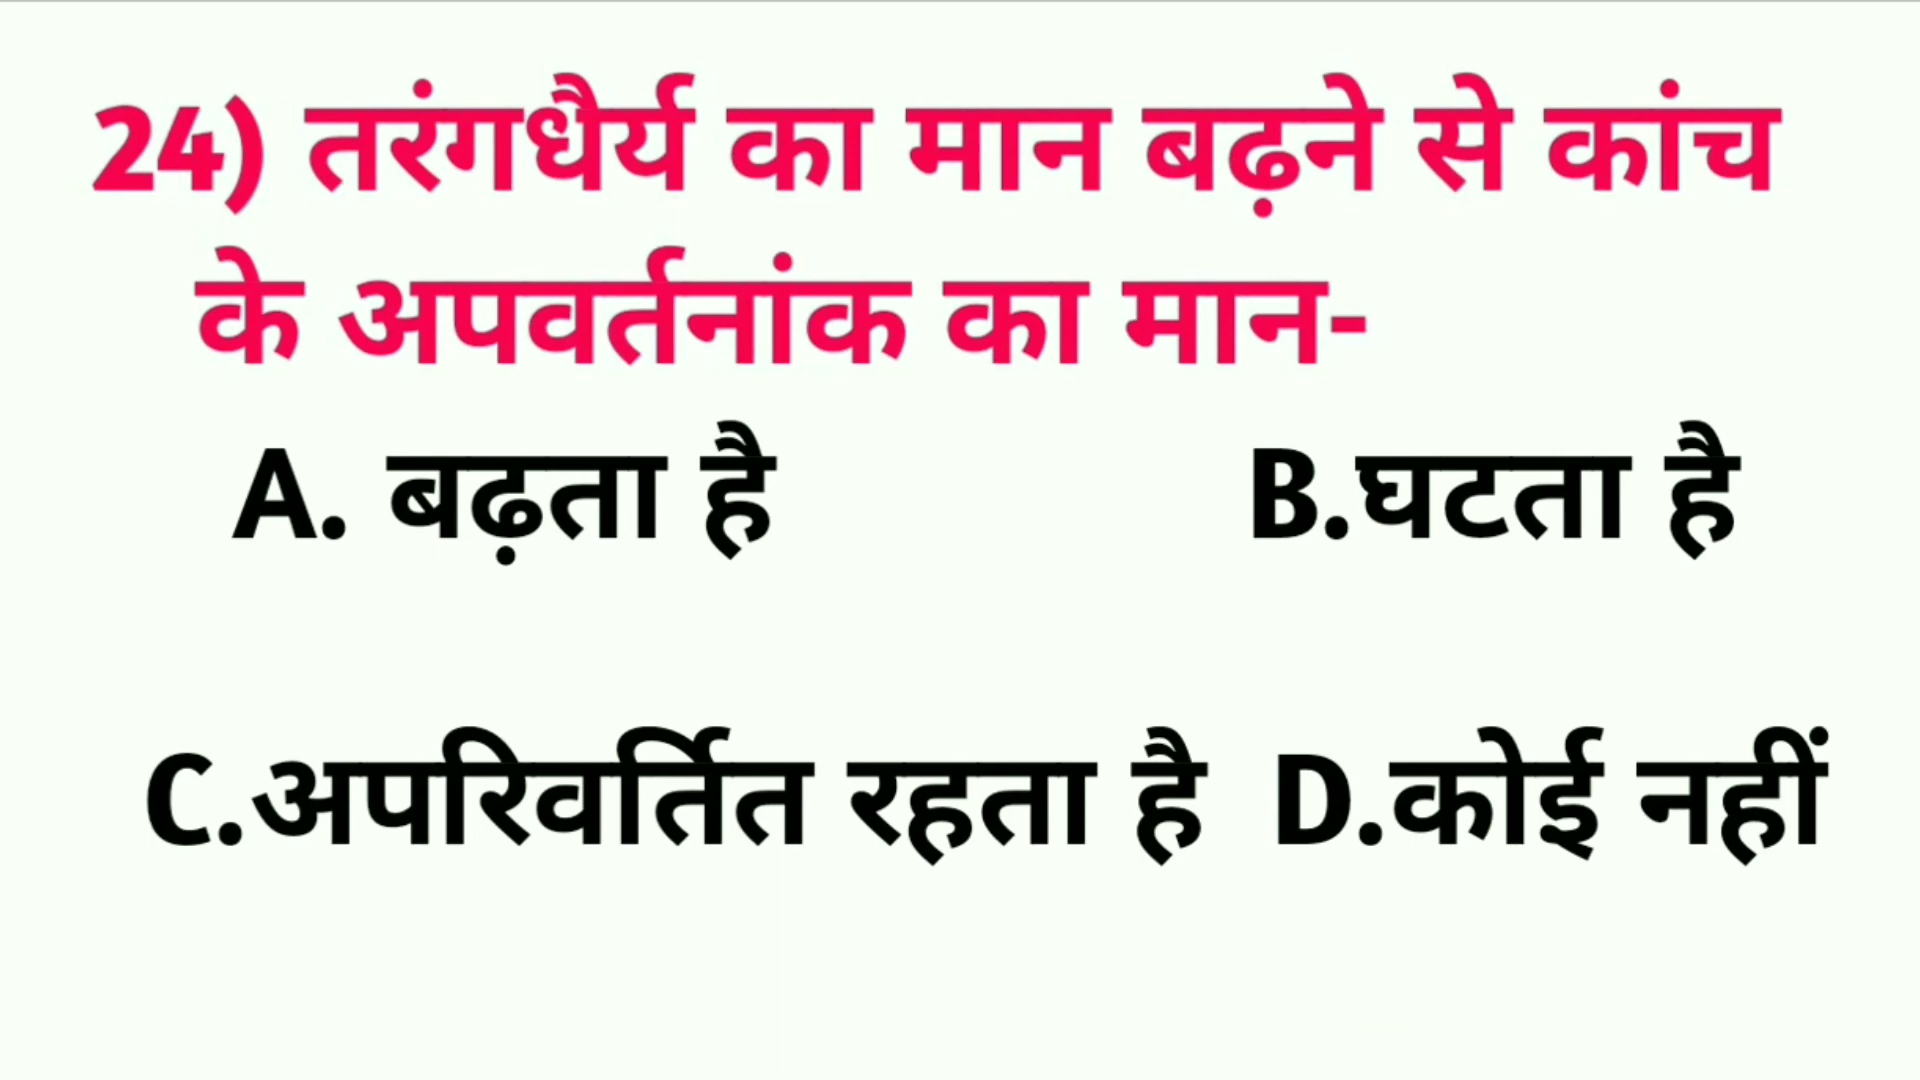 24) तरंगधैर्य का मान बढ़ने से कांच
के अपवर्तनांक का मान-
A. बढ़ता है B.घटता है
C.अपरिवर्तित रहता है D.कोई नहीं